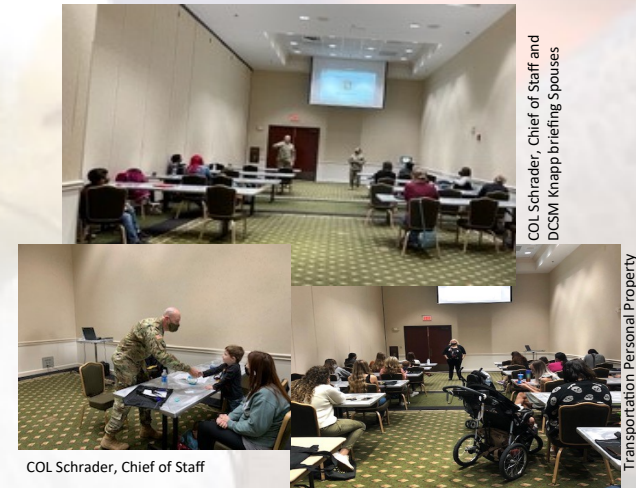 COL Schrader, Chief of Staff and
DCSM Knapp briefing Spouses
COL Schrader, Chief of Staff
Transportation Personal Property